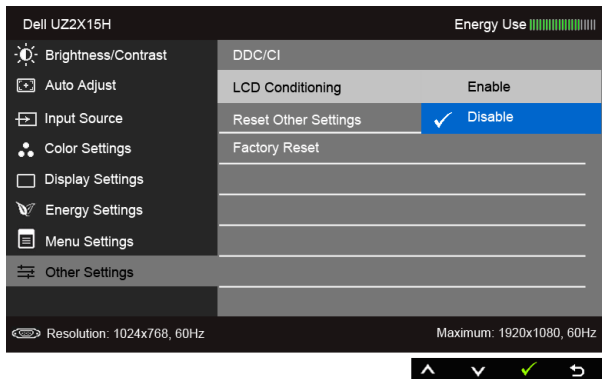 Dell UZ2X15H
Energy Use
Brightness/Contrast
Auto Adjust
Input Source
Color Settings
Display Settings
Energy Settings
Menu Settings
Other Settings
DDC/CI
LCD Conditioning
Enable
Reset Other Settings
Disable
Factory Reset
Resolution: 1024x768, 60Hz
Maximum: 1920x1080, 60Hz